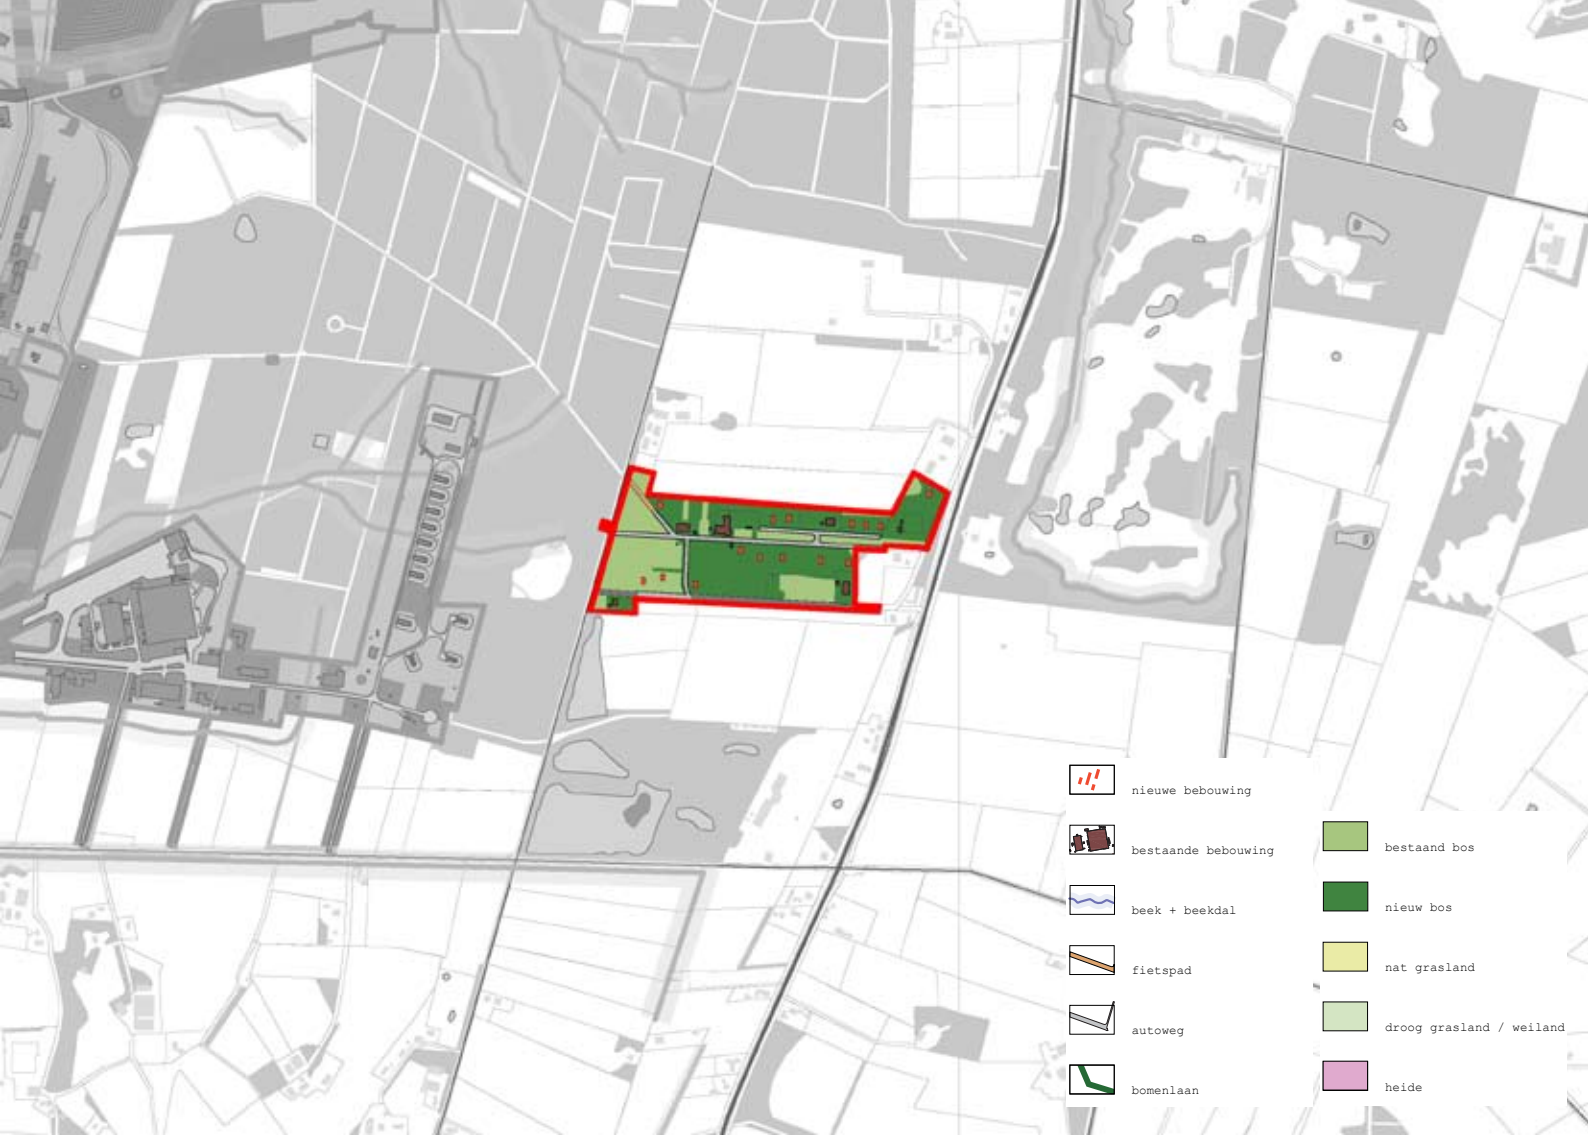 nieuwe bebouwing
bestaande bebouwing
beek + beekdal
fietspad
autoweg
bomenlaan
bestaand bos
nieuw bos
nat grasland
droog grasland / weiland
heide